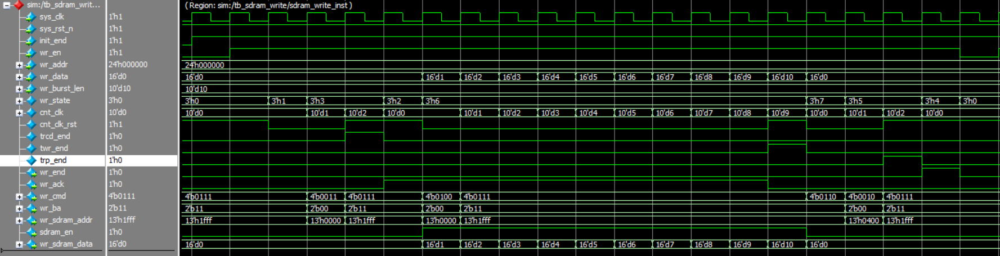 sim:/tb_sdram_writ... ( Region: sim:/tb_sdram_write/sdram_write_inst )
sys_clk 1'h1
sys_rst_n 1'h1
init_end 1'h1
wr_en 1'h1
wr_addr 24'h000000 24'h000000
wr_data 16'd0 16'd0 16'd1 16'd2 16'd3 16'd4 16'd5 16'd6 16'd7 16'd8 16'd9 16'd10 16'd0
wr_burst_len 10'd10 10'd10
wr_state 3'h0 3'h0 3'h1 3'h3 3'h2 3'h6 3'h7 3'h5 3'h4 3'h0
cnt_clk 10'd0 10'd0 10'd1 10'd2 10'd0 10'd1 10'd2 10'd3 10'd4 10'd5 10'd6 10'd7 10'd8 10'd9 10'd0 10'd1 10'd2 10'd0
cnt_clk_rst 1'h1
trcd_end 1'h0
twr_end 1'h0
trp_end 1'h0
wr_end 1'h0
wr_ack 1'h0
wr_cmd 4'b0111 4'b0111 4'b0011 4'b0111 4'b0100 4'b0111 4'b0110 4'b0010 4'b0111
wr_ba 2'b11 2'b11 2'b00 2'b11 2'b00 2'b11 2'b00 2'b11
wr_sdram_addr 13'h1fff 13'h1fff 13'h0000 13'h1fff 13'h0000 13'h1fff 13'h0400 13'h1fff
sdram_en 1'h0
wr_sdram_data 16'd0 16'd0 16'd1 16'd2 16'd3 16'd4 16'd5 16'd6 16'd7 16'd8 16'd9 16'd10 16'd0